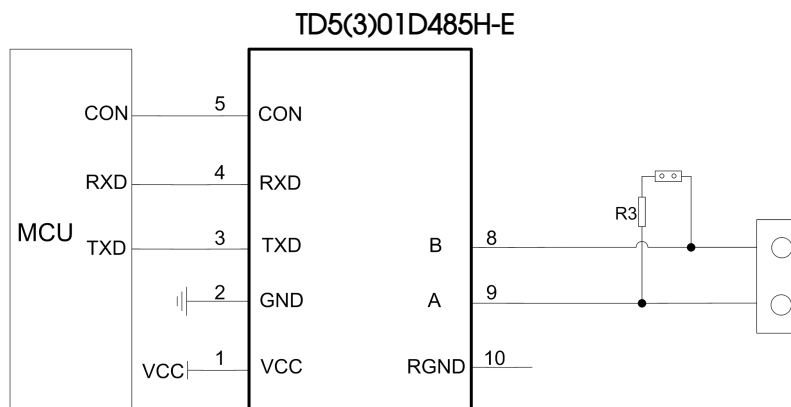 TD5(3)01D485H-E
CON 5 CON
RXD 4 RXD
R3
MCU
TXD 3 TXD B 8
2 GND A 9
VCC 1 VCC RGND 10